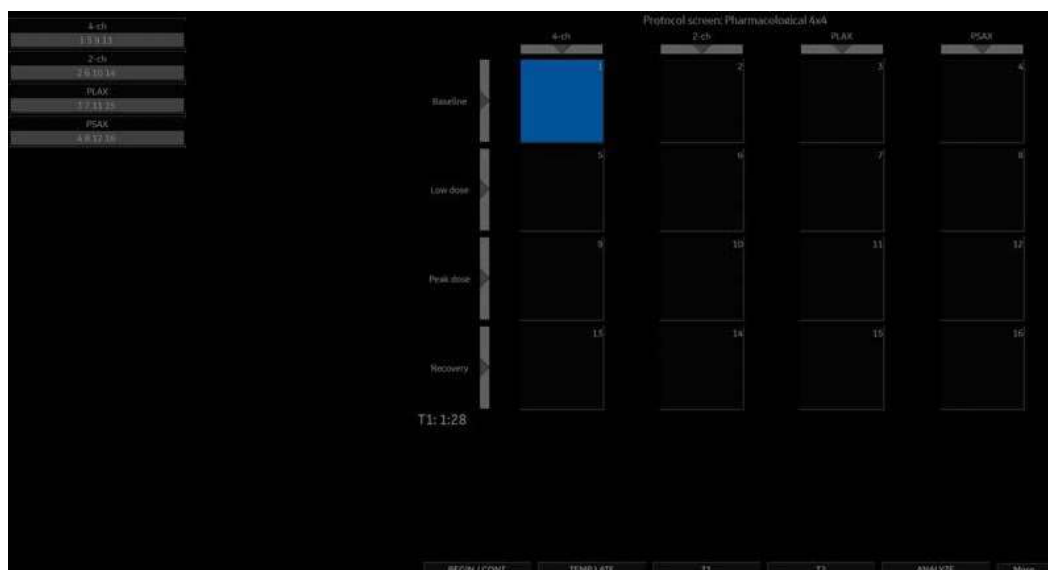 4-ch
1 5 9 13
2-ch
2 6 10 14
PLAX
3 7 11 15
PSAX
4 8 12 16
Protocol screen: Pharmacological 4x4
4-ch 2-ch PLAX PSAX
Baseline 1 2 3 4
Low dose 5 6 7 8
Peak dose 9 10 11 12
Recovery 13 14 15 16
T1: 1:28
BEGIN / CONT TEMPLATE T1 T2 ANALYZE More